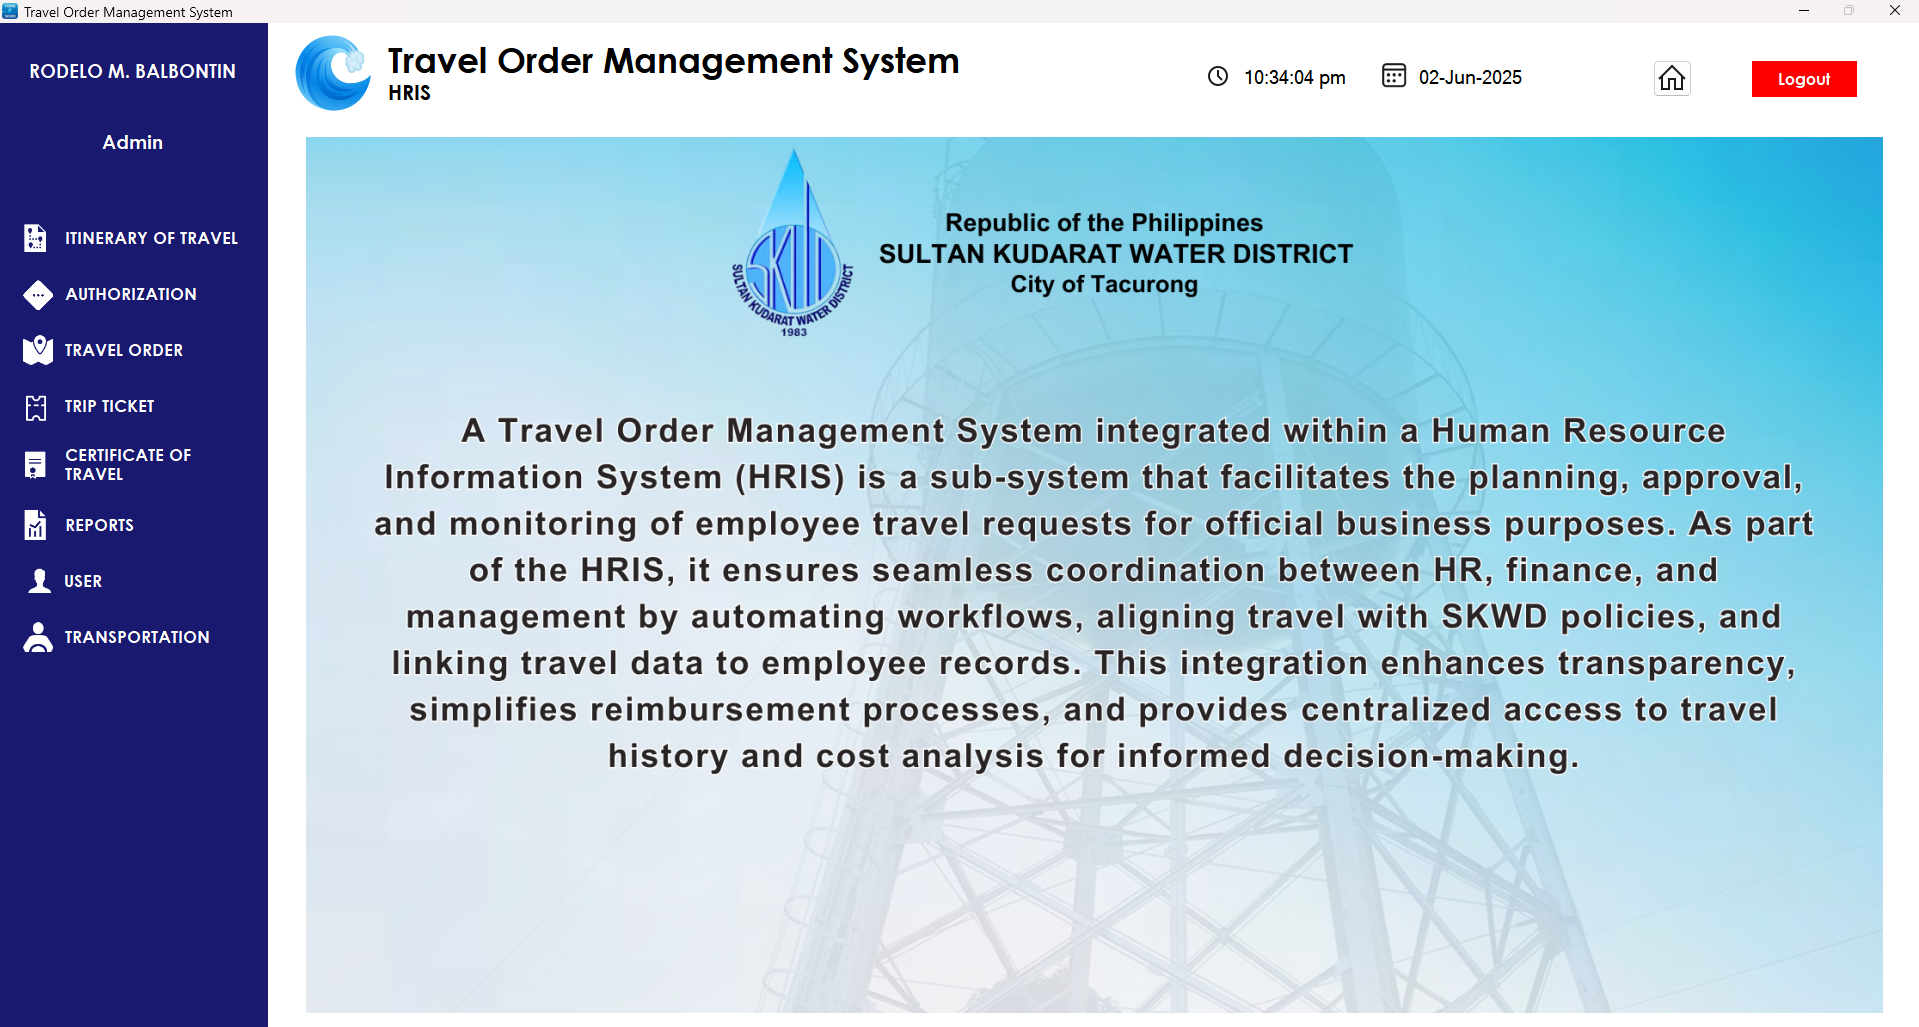 Travel Order Management System
RODELO M. BALBONTIN
Admin
ITINERARY OF TRAVEL
AUTHORIZATION
TRAVEL ORDER
TRIP TICKET
CERTIFICATE OF
TRAVEL
REPORTS
USER
TRANSPORTATION
Travel Order Management System
HRIS
10:34:04 pm
02-Jun-2025
Logout
SKWD
SULTAN KUDARAT WATER DISTRICT
1983
Republic of the Philippines
SULTAN KUDARAT WATER DISTRICT
City of Tacurong
A Travel Order Management System integrated within a Human Resource
Information System (HRIS) is a sub-system that facilitates the planning, approval,
and monitoring of employee travel requests for official business purposes. As part
of the HRIS, it ensures seamless coordination between HR, finance, and
management by automating workflows, aligning travel with SKWD policies, and
linking travel data to employee records. This integration enhances transparency,
simplifies reimbursement processes, and provides centralized access to travel
history and cost analysis for informed decision-making.